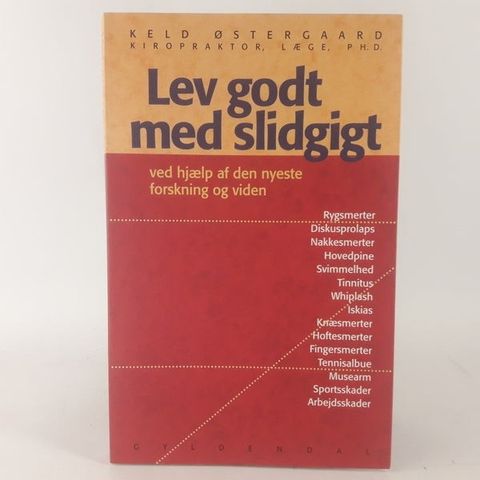 KELD ØSTERGAARD
KIROPRAKTOR, LÆGE, PH.D.
Lev godt
med slidgigt
ved hjælp af den nyeste
forskning og viden
Rygsmerter
Diskusprolaps
Nakkesmerter
Hovedpine
Svimmelhed
Tinnitus
Whiplash
Iskias
Knæsmerter
Hoftesmerter
Fingersmerter
Tennisalbue
Musearm
Sportsskader
Arbejdsskader
GYLDENDAL